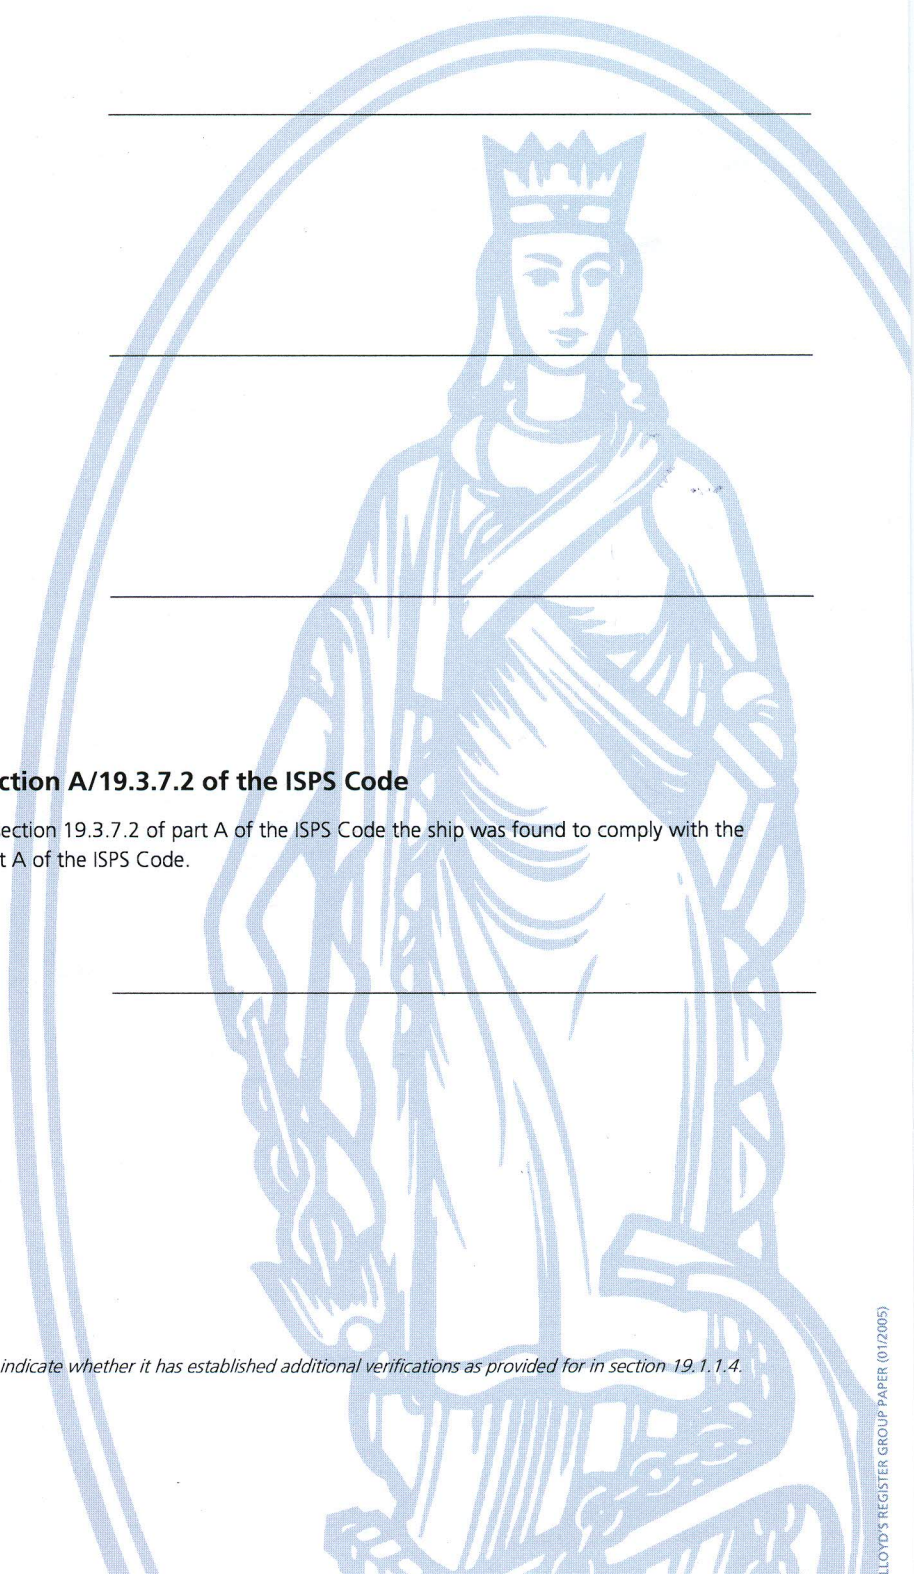 ction A/19.3.7.2 of the ISPS Code
ection 19.3.7.2 of part A of the ISPS Code the ship was found to comply with the
t A of the ISPS Code.
indicate whether it has established additional verifications as provided for in section 19.1.1.4.
LLOYD'S REGISTER GROUP PAPER (01/2005)